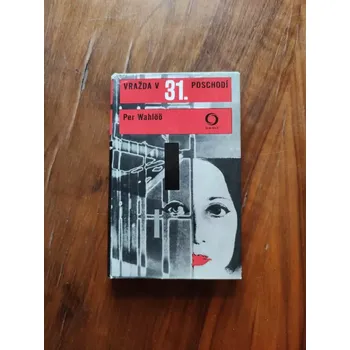 VRAŽDA V 31. POSCHODÍ
Per Wahlöö